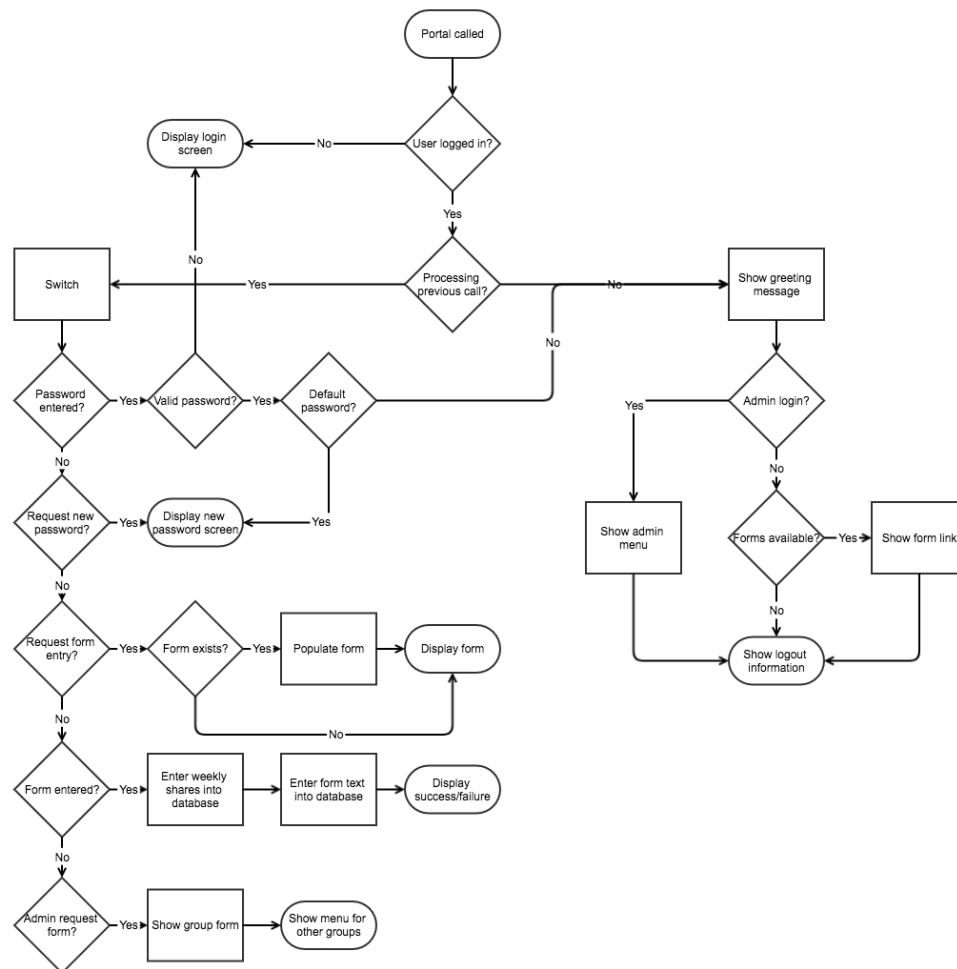 Portal called
Display login
screen
No
User logged in?
Yes
No
Switch
Yes
Processing
previous call?
No
Show greeting
message
No
Password
entered?
Yes
Valid password?
Yes
Default
password?
Yes
Admin login?
No
No
Request new
password?
Yes
Display new
password screen
Yes
Show admin
menu
Forms available?
Yes
Show form link
No
No
Request form
entry?
Yes
Form exists?
Yes
Populate form
Display form
Show logout
information
No
No
Form entered?
Yes
Enter weekly
shares into
database
Enter form text
into database
Display
success/failure
No
Admin request
form?
Yes
Show group form
Show menu for
other groups